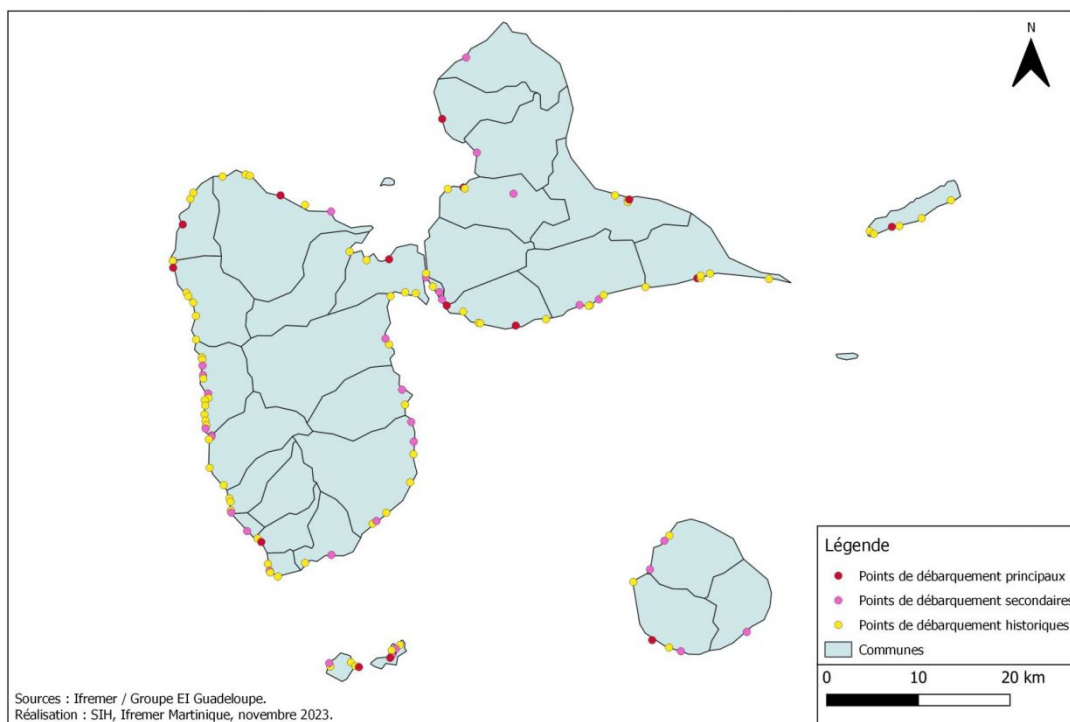 N
Légende
Points de débarquement principaux
Points de débarquement secondaires
Points de débarquement historiques
Communes
0 10 20 km
Sources : Ifremer / Groupe EI Guadeloupe.
Réalisation : SIH, Ifremer Martinique, novembre 2023.